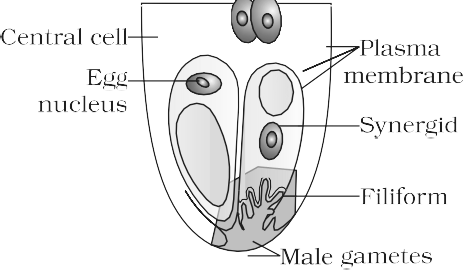 Central cell
Plasma
membrane
Egg
nucleus
Synergid
Filiform
Male gametes